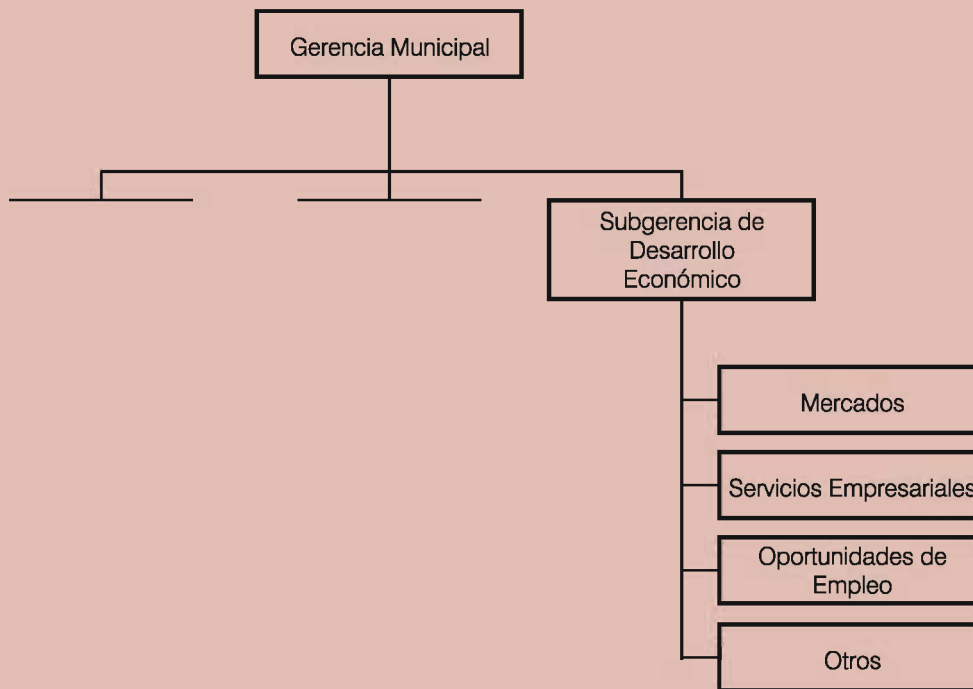 Gerencia Municipal
Subgerencia de
Desarrollo
Económico
Mercados
Servicios Empresariales
Oportunidades de
Empleo
Otros